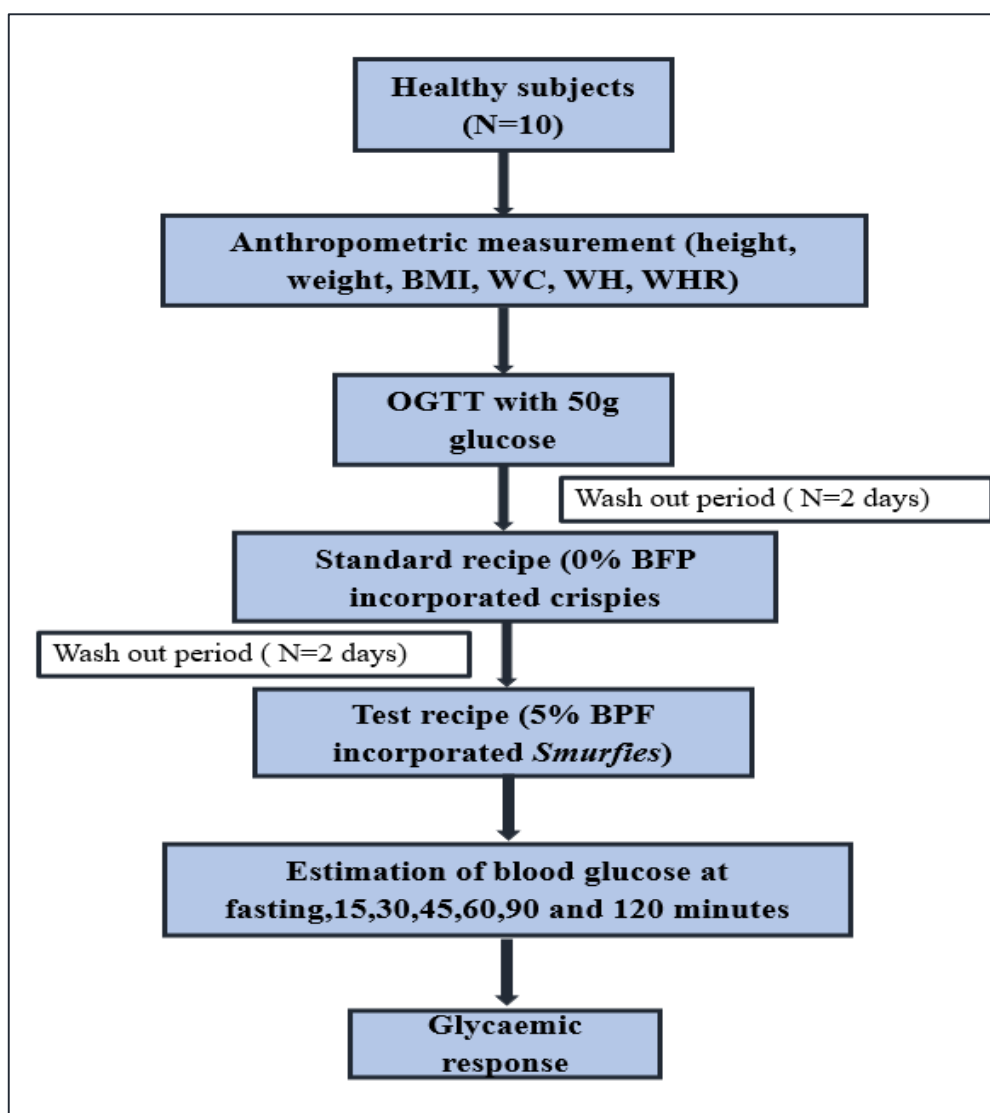 Healthy subjects
(N=10)
Anthropometric measurement (height,
weight, BMI, WC, WH, WHR)
OGTT with 50g
glucose
Wash out period ( N=2 days)
Standard recipe (0% BFP
incorporated crispies
Wash out period ( N=2 days)
Test recipe (5% BPF
incorporated Smurfies)
Estimation of blood glucose at
fasting,15,30,45,60,90 and 120 minutes
Glycaemic
response